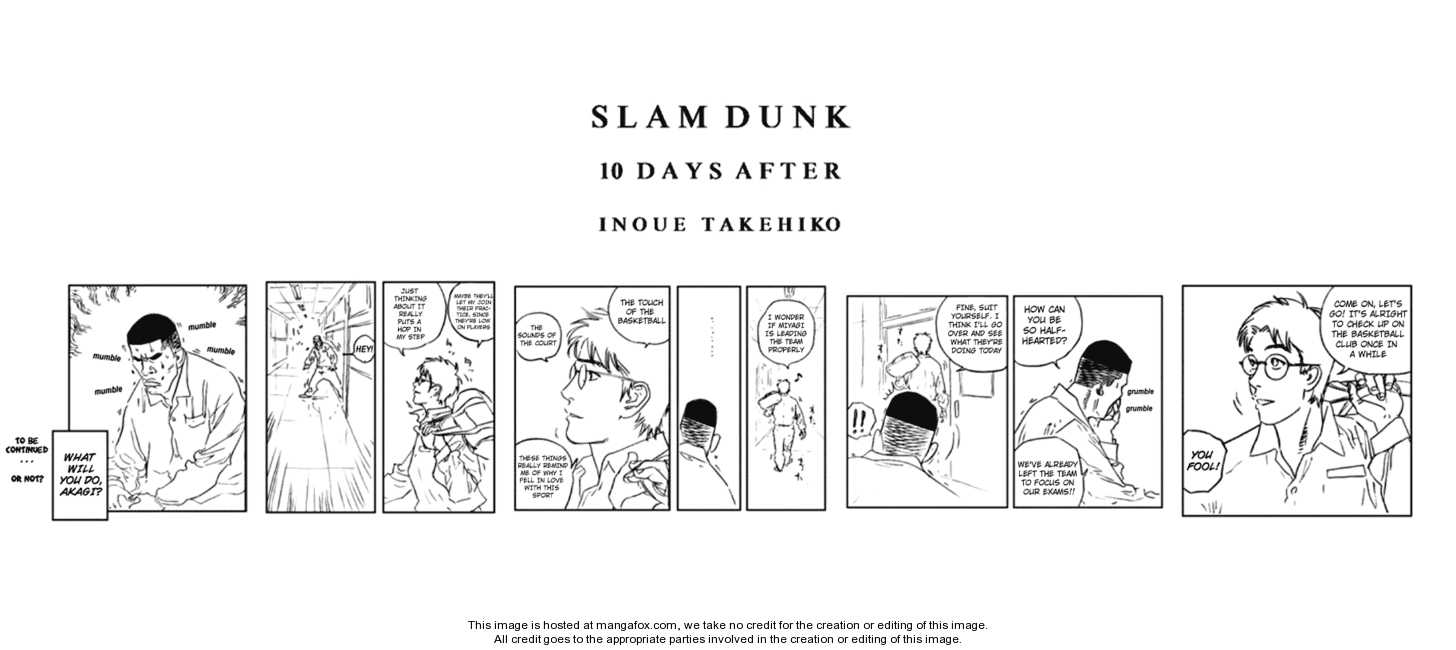 SLAM DUNK
10 DAYS AFTER
INOUE TAKEHIKO
COME ON, LET'S
GO! IT'S ALRIGHT
TO CHECK UP ON
THE BASKETBALL
CLUB ONCE IN
A WHILE
YOU
FOOL!
HOW CAN
YOU BE
SO HALF-
HEARTED?
grumble
grumble
WE'VE ALREADY
LEFT THE TEAM
TO FOCUS ON
OUR EXAMS!!
FINE, SUIT
YOURSELF. I
THINK I'LL GO
OVER AND SEE
WHAT THEY'RE
DOING TODAY
!!
I WONDER
IF MIYAGI
IS LEADING
THE TEAM
PROPERLY
THE TOUCH
OF THE
BASKETBALL
THE
SOUNDS OF
THE COURT
THESE THINGS
REALLY REMIND
ME OF WHY I
FELL IN LOVE
WITH THIS
SPORT
MAYBE THEY'LL
LET MY JOIN
THEIR PRAC-
TICE, SINCE
THEY'RE LOW
ON PLAYERS
JUST
THINKING
ABOUT IT
REALLY
PUTS A
HOP IN
MY STEP
HEY!
mumble
mumble
mumble
mumble
WHAT
WILL
YOU DO,
AKAGI?
TO BE
CONTINUED
...
OR NOT?
This image is hosted at mangafox.com, we take no credit for the creation or editing of this image.
All credit goes to the appropriate parties involved in the creation or editing of this image.